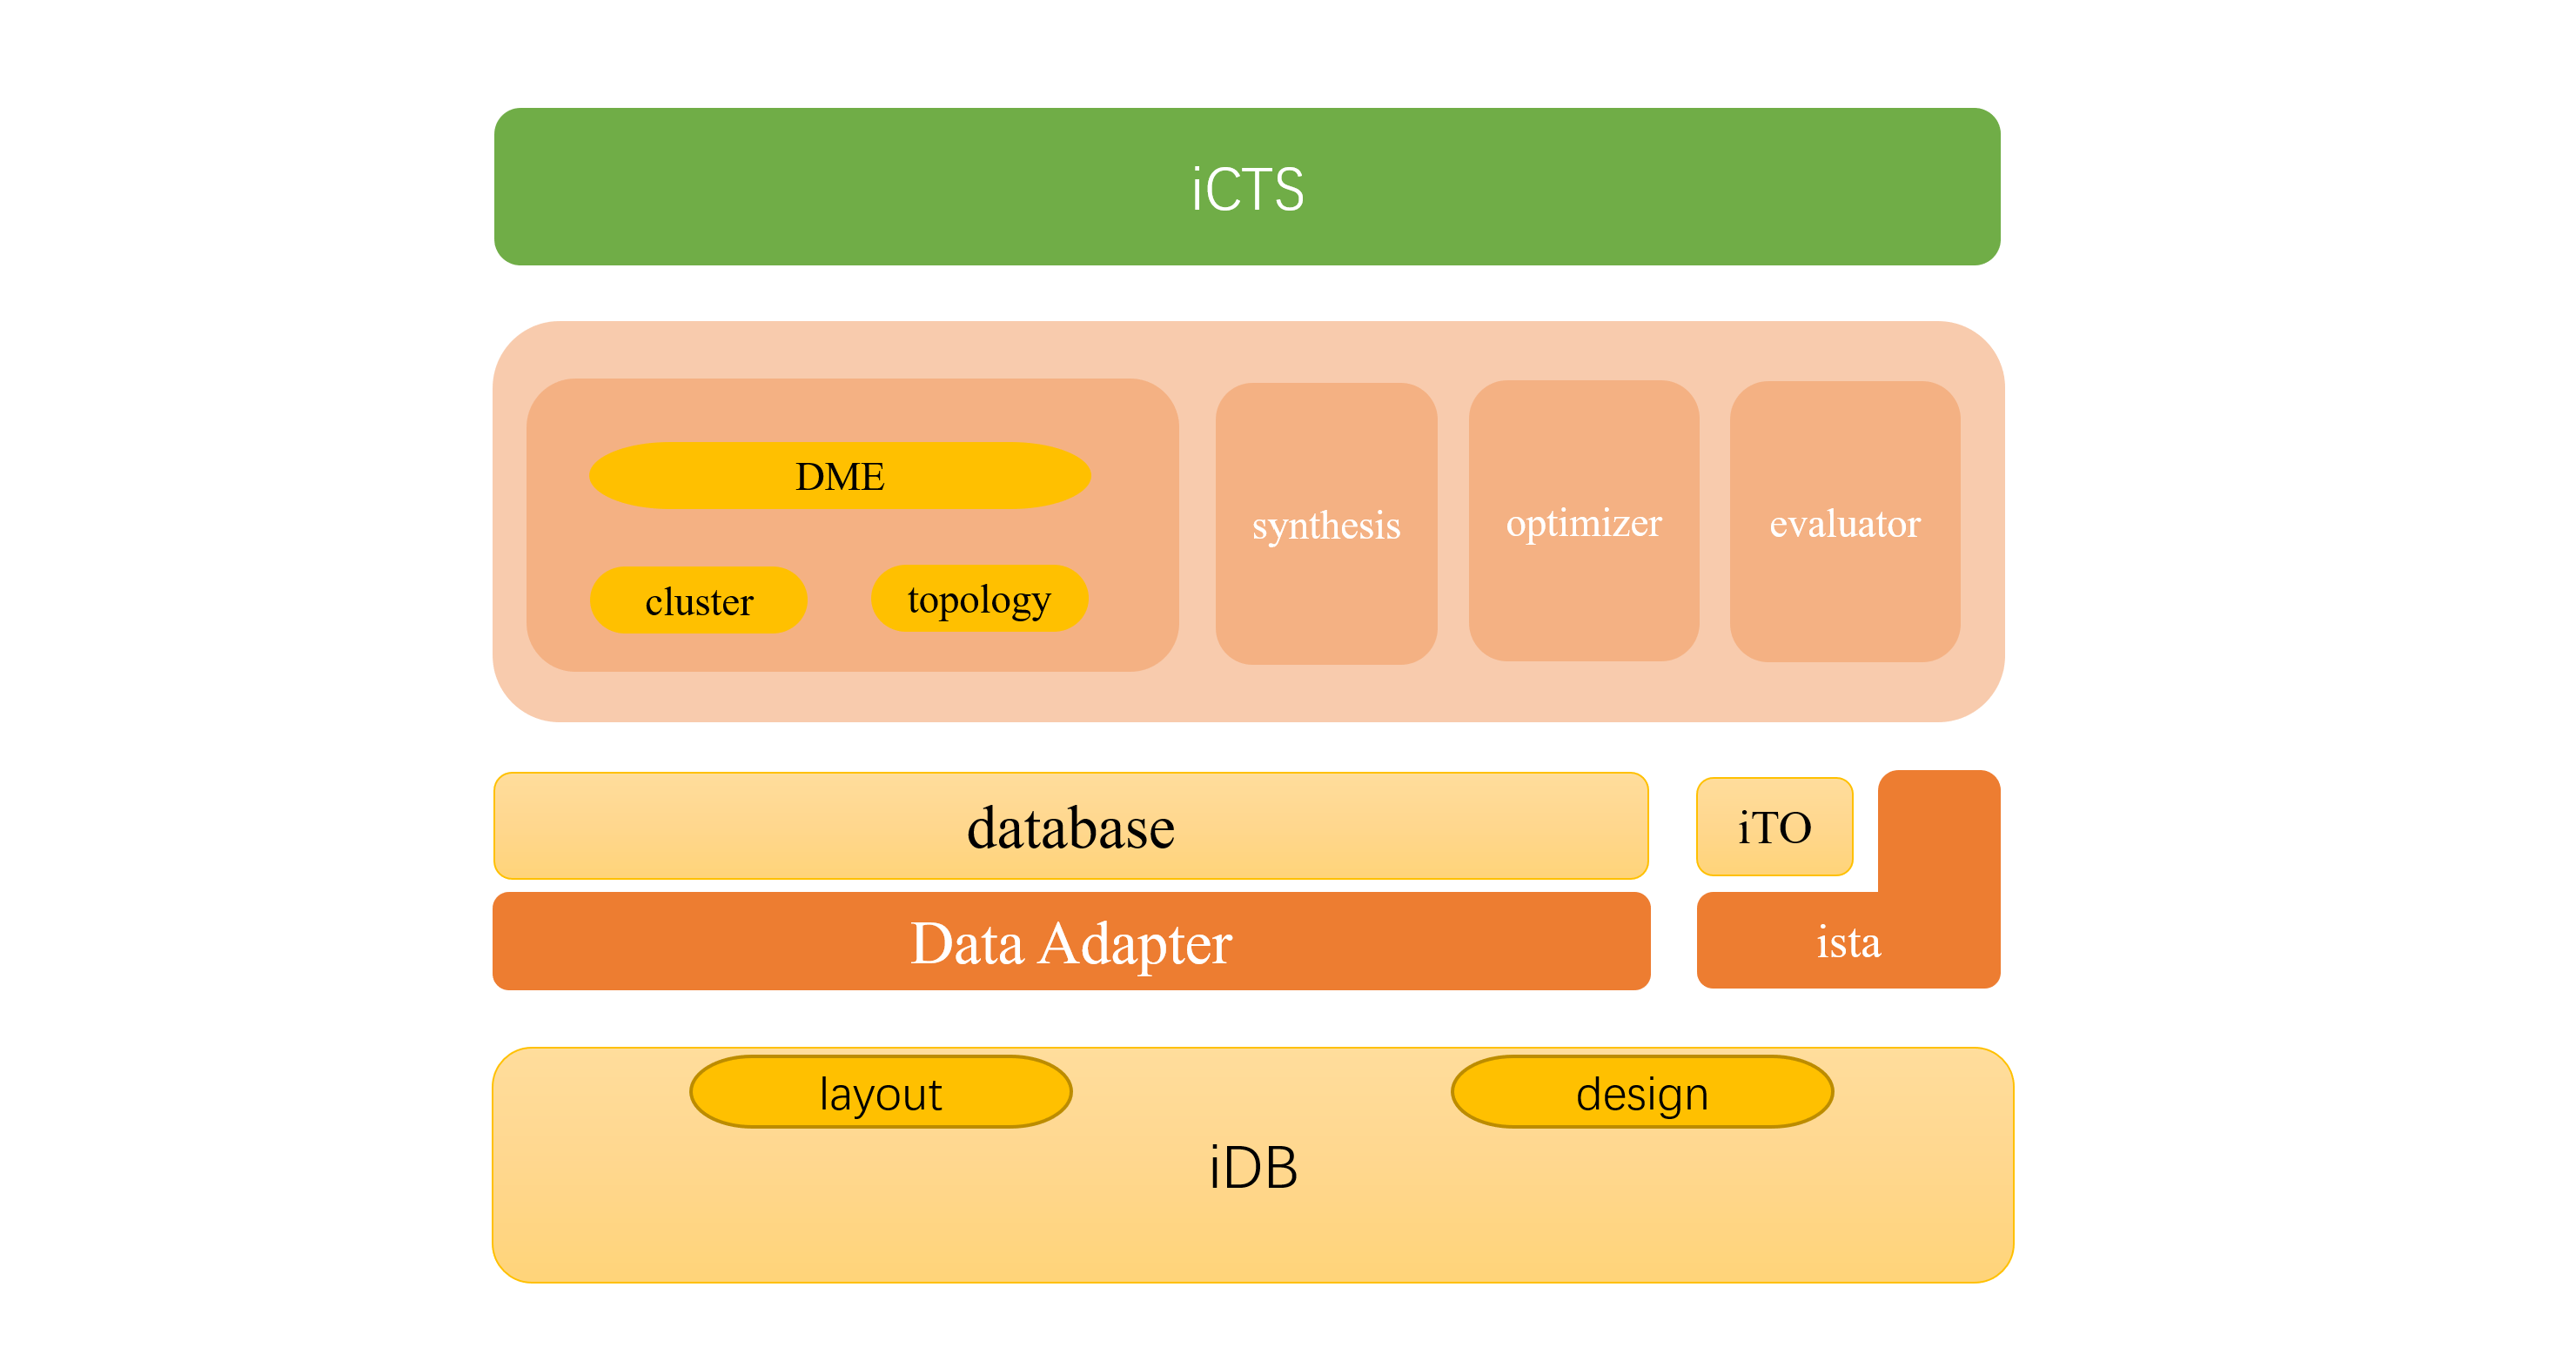 iCTS
DME
cluster
topology
synthesis
optimizer
evaluator
database
iTO
Data Adapter
ista
layout
design
iDB